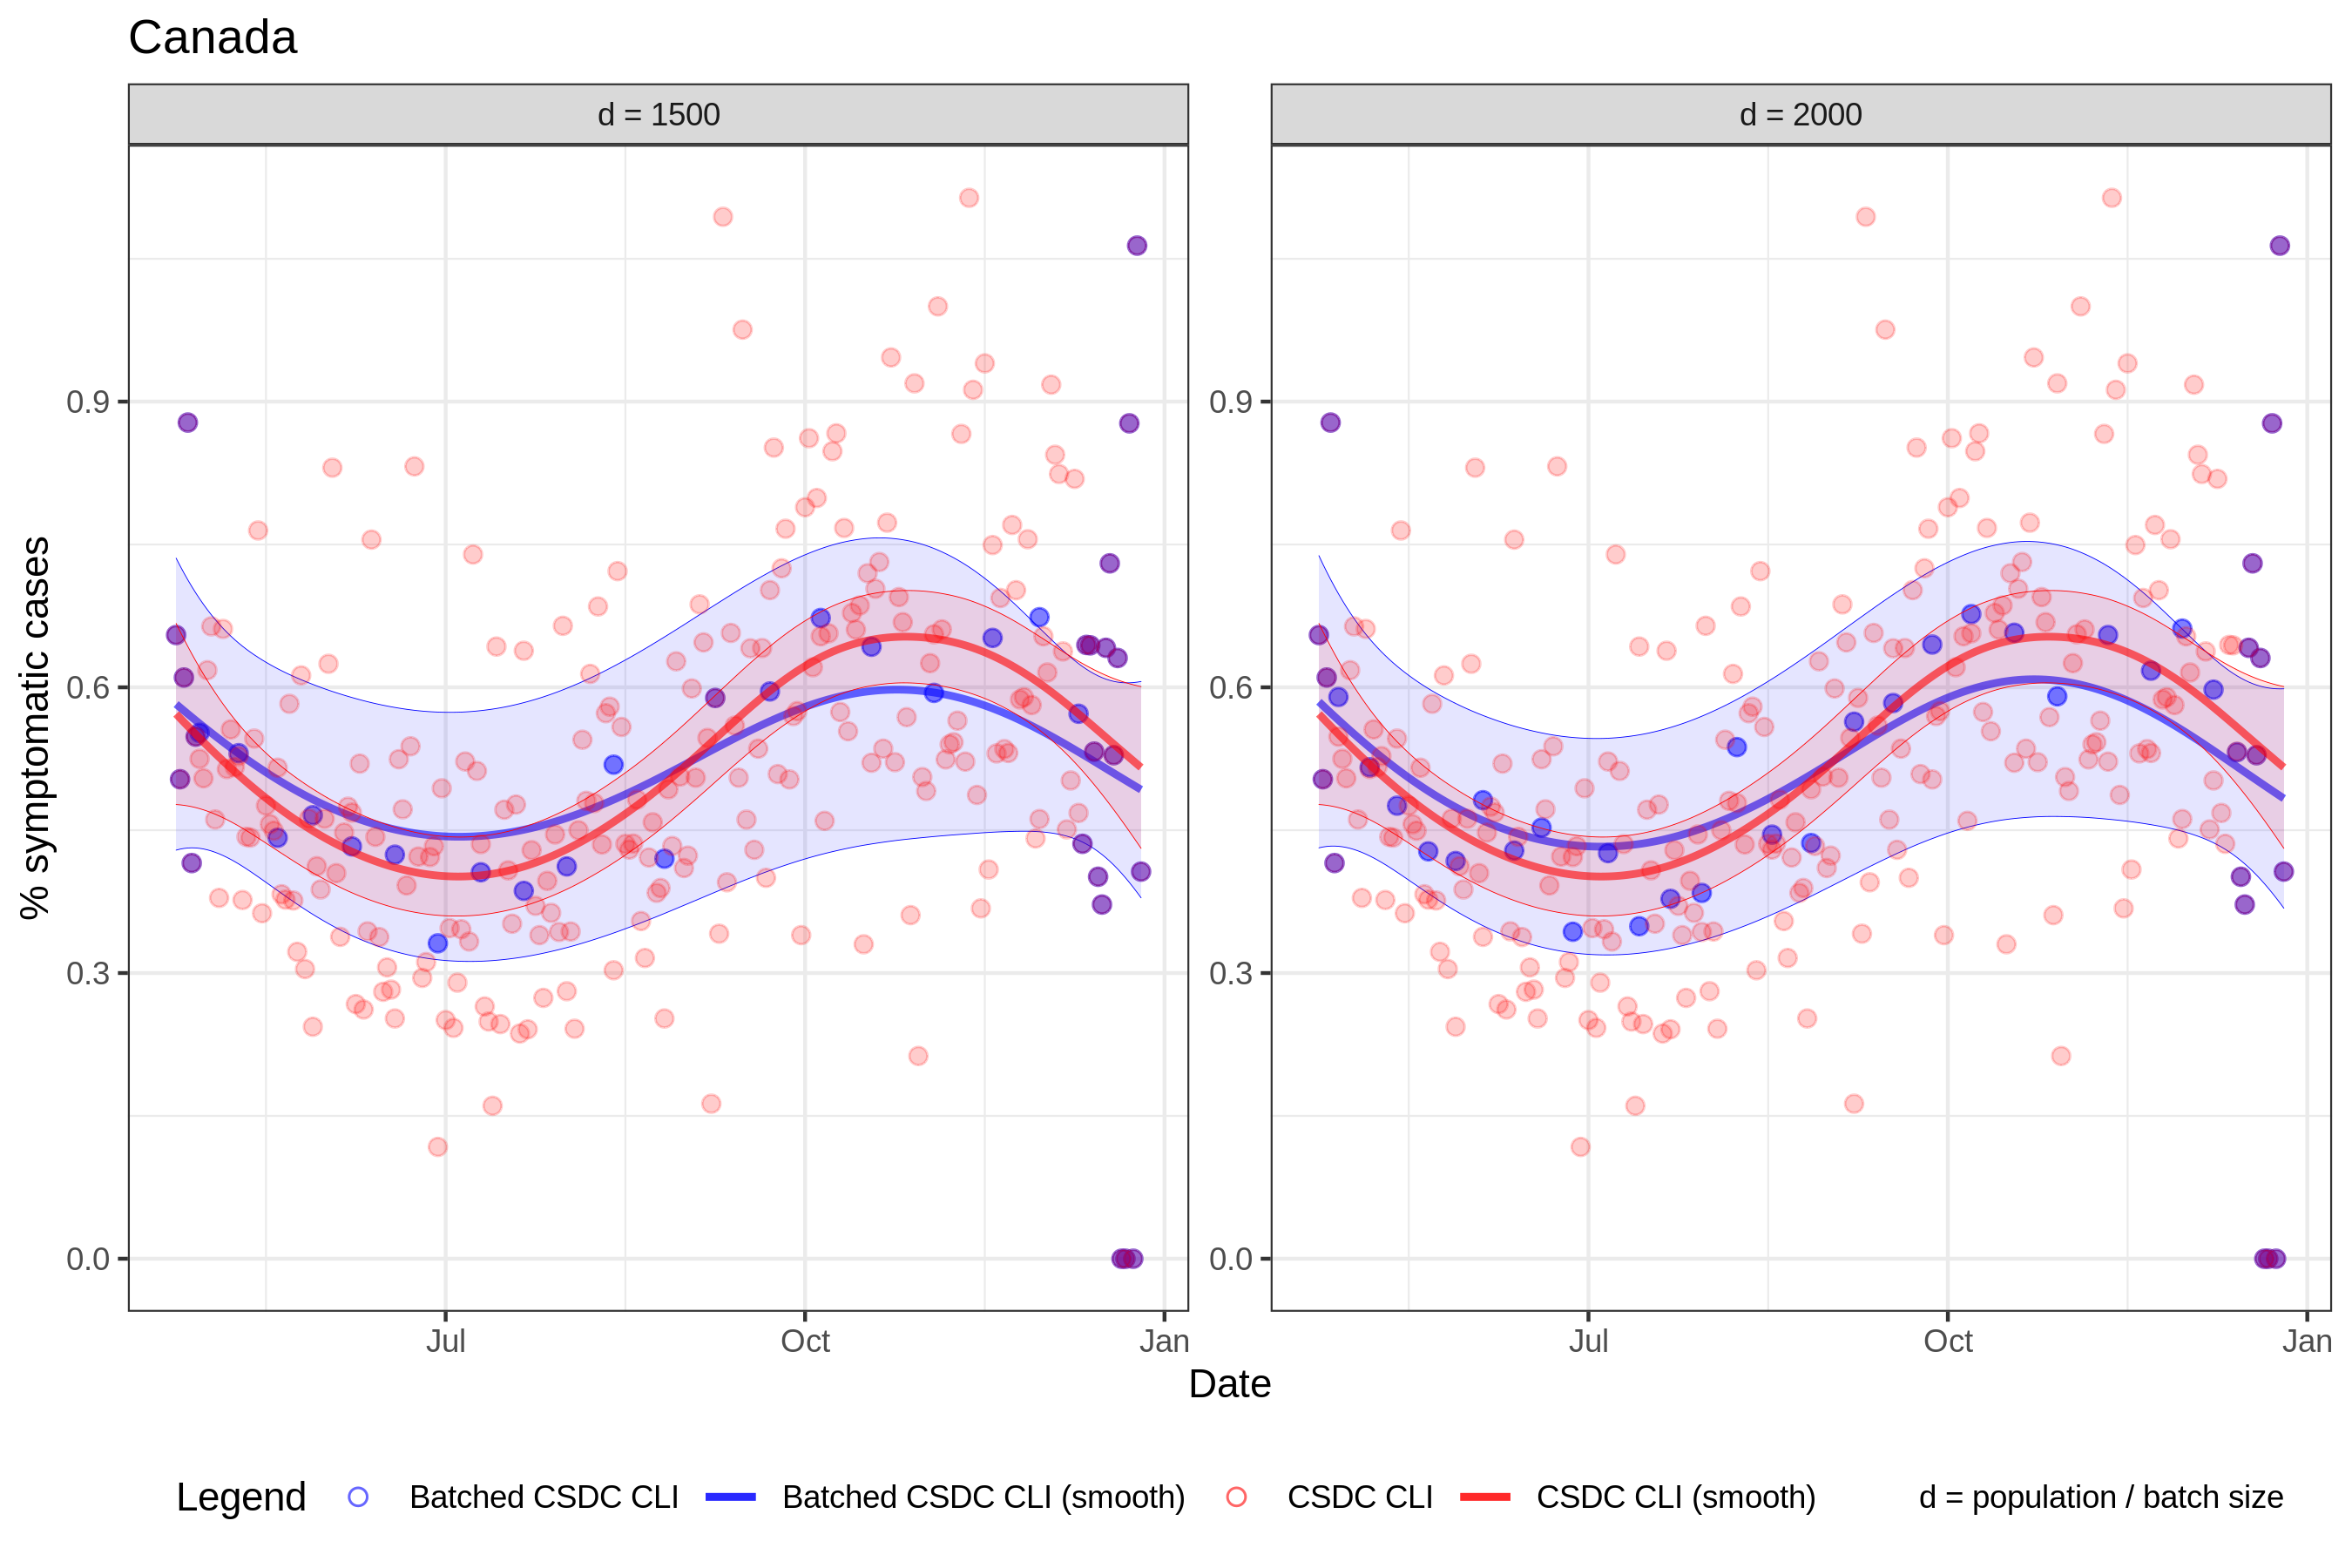 Canada
d = 1500
d = 2000
% symptomatic cases
0.9
0.6
0.3
0.0
0.9
0.6
0.3
0.0
Jul
Oct
Jan
Jul
Oct
Jan
Date
Legend
Batched CSDC CLI
Batched CSDC CLI (smooth)
CSDC CLI
CSDC CLI (smooth)
d = population / batch size